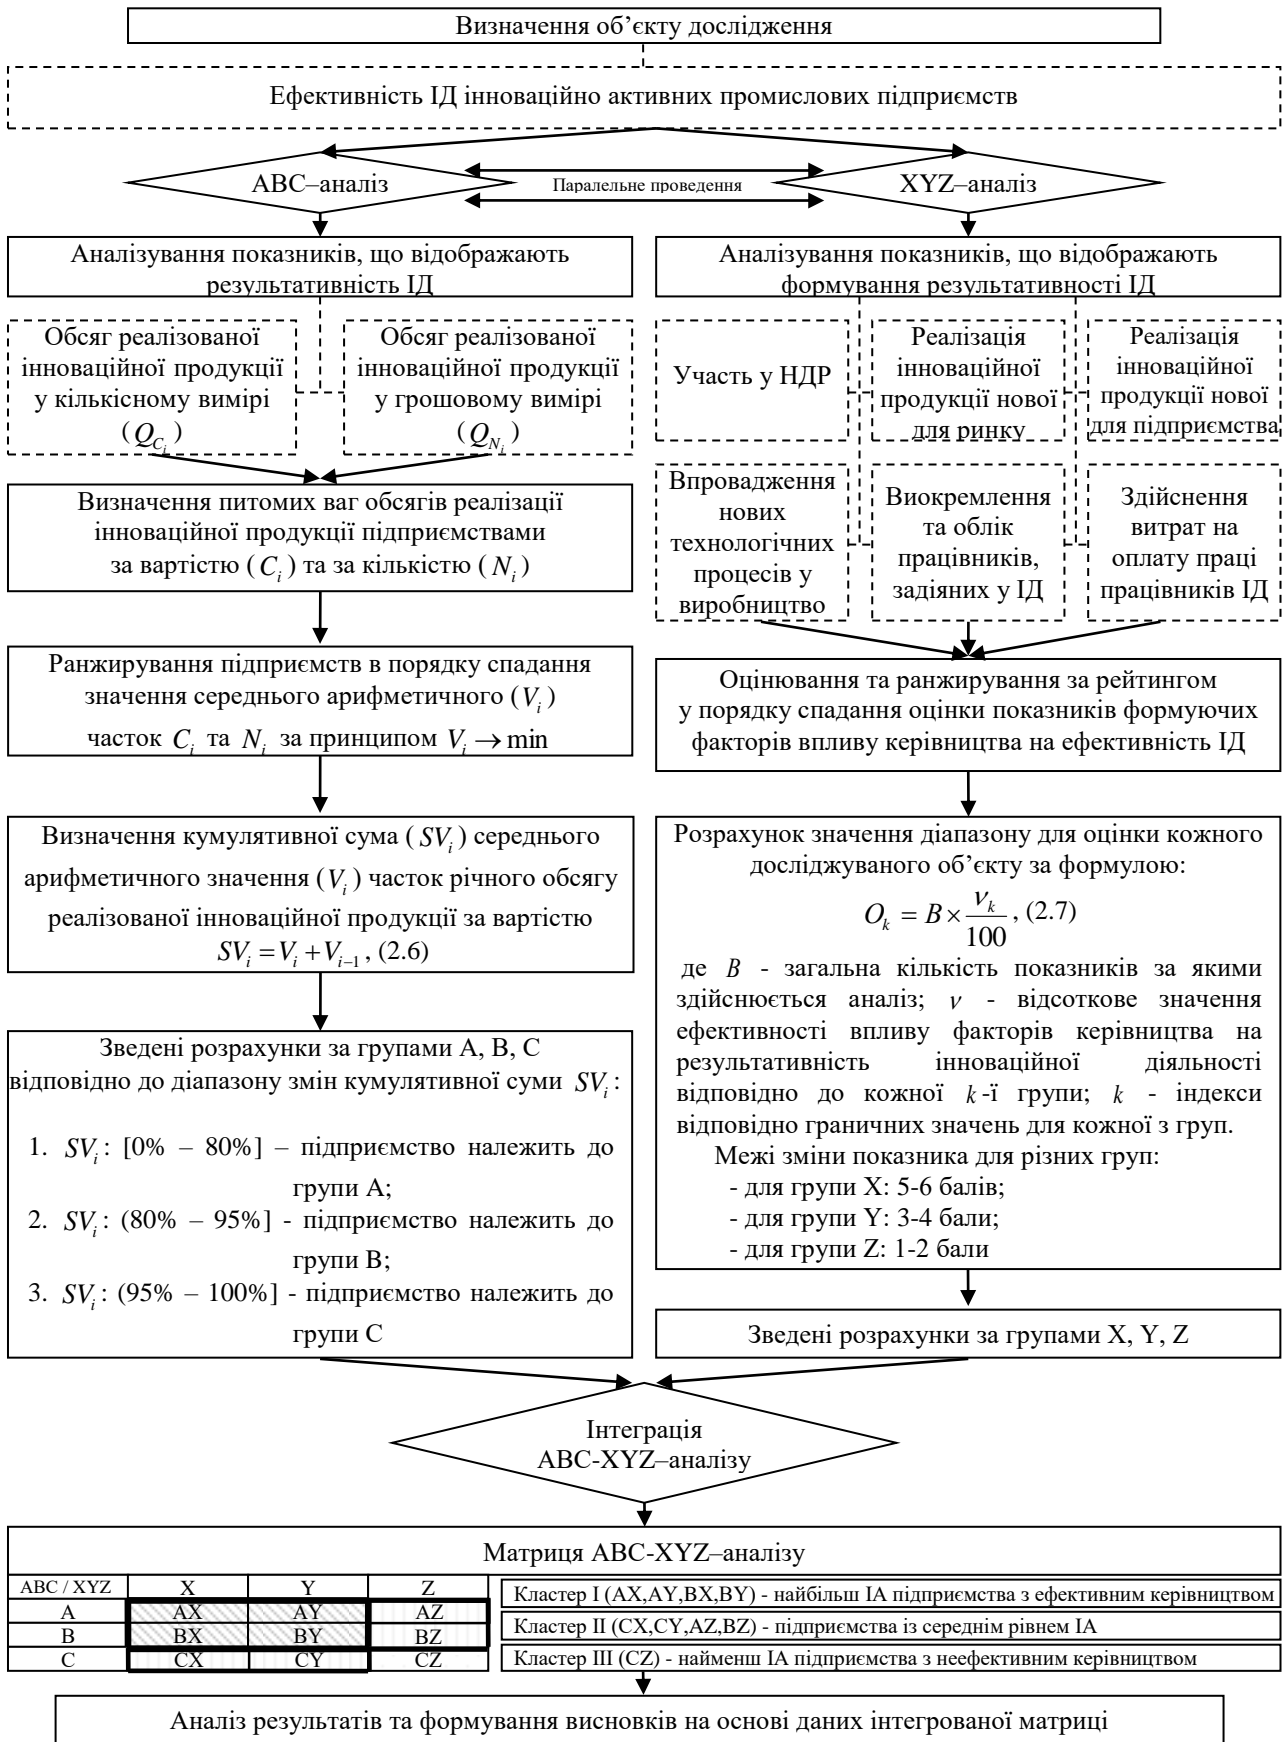 Визначення об’єкту дослідження
Ефективність ІД інноваційно активних промислових підприємств
АВС–аналіз
Паралельне проведення
XYZ–аналіз
Аналізування показників, що відображають
результативність ІД
Обсяг реалізованої
інноваційної продукції
у кількісному вимірі
( Q_{C_i} )
Обсяг реалізованої
інноваційної продукції
у грошовому вимірі
( Q_{N_i} )
Визначення питомих ваг обсягів реалізації
інноваційної продукції підприємствами
за вартістю ( C_i ) та за кількістю ( N_i )
Ранжирування підприємств в порядку спадання
значення середнього арифметичного ( V_i )
часток C_i та N_i за принципом V_i → min
Визначення кумулятивної сума ( SV_i ) середнього
арифметичного значення ( V_i ) часток річного обсягу
реалізованої інноваційної продукції за вартістю
SV_i = V_i + V_{i−1} , (2.6)
Зведені розрахунки за групами А, В, С
відповідно до діапазону змін кумулятивної суми SV_i :
1. SV_i : [0% – 80%] – підприємство належить до
групи А;
2. SV_i : (80% – 95%] - підприємство належить до
групи В;
3. SV_i : (95% – 100%] - підприємство належить до
групи С
Аналізування показників, що відображають
формування результативності ІД
Участь у НДР
Реалізація
інноваційної
продукції нової
для ринку
Реалізація
інноваційної
продукції нової
для підприємства
Впровадження
нових
технологічних
процесів у
виробництво
Виокремлення
та облік
працівників,
задіяних у ІД
Здійснення
витрат на
оплату праці
працівників ІД
Оцінювання та ранжирування за рейтингом
у порядку спадання оцінки показників формуючих
факторів впливу керівництва на ефективність ІД
Розрахунок значення діапазону для оцінки кожного
досліджуваного об’єкту за формулою:
O_k = B × ν_k / 100 , (2.7)
де B - загальна кількість показників за якими
здійснюється аналіз; ν - відсоткове значення
ефективності впливу факторів керівництва на
результативність інноваційної діяльності
відповідно до кожної k -ї групи; k - індекси
відповідно граничних значень для кожної з груп.
Межі зміни показника для різних груп:
- для групи X: 5-6 балів;
- для групи Y: 3-4 бали;
- для групи Z: 1-2 бали
Зведені розрахунки за групами X, Y, Z
Інтеграція
ABC-XYZ–аналізу
Матриця ABC-XYZ–аналізу
ABC / XYZ X Y Z
A AX AY AZ
B BX BY BZ
C CX CY CZ
Кластер І (AX,AY,BX,BY) - найбільш ІА підприємства з ефективним керівництвом
Кластер ІІ (CX,CY,AZ,BZ) - підприємства із середнім рівнем ІА
Кластер ІІІ (CZ) - найменш ІА підприємства з неефективним керівництвом
Аналіз результатів та формування висновків на основі даних інтегрованої матриці